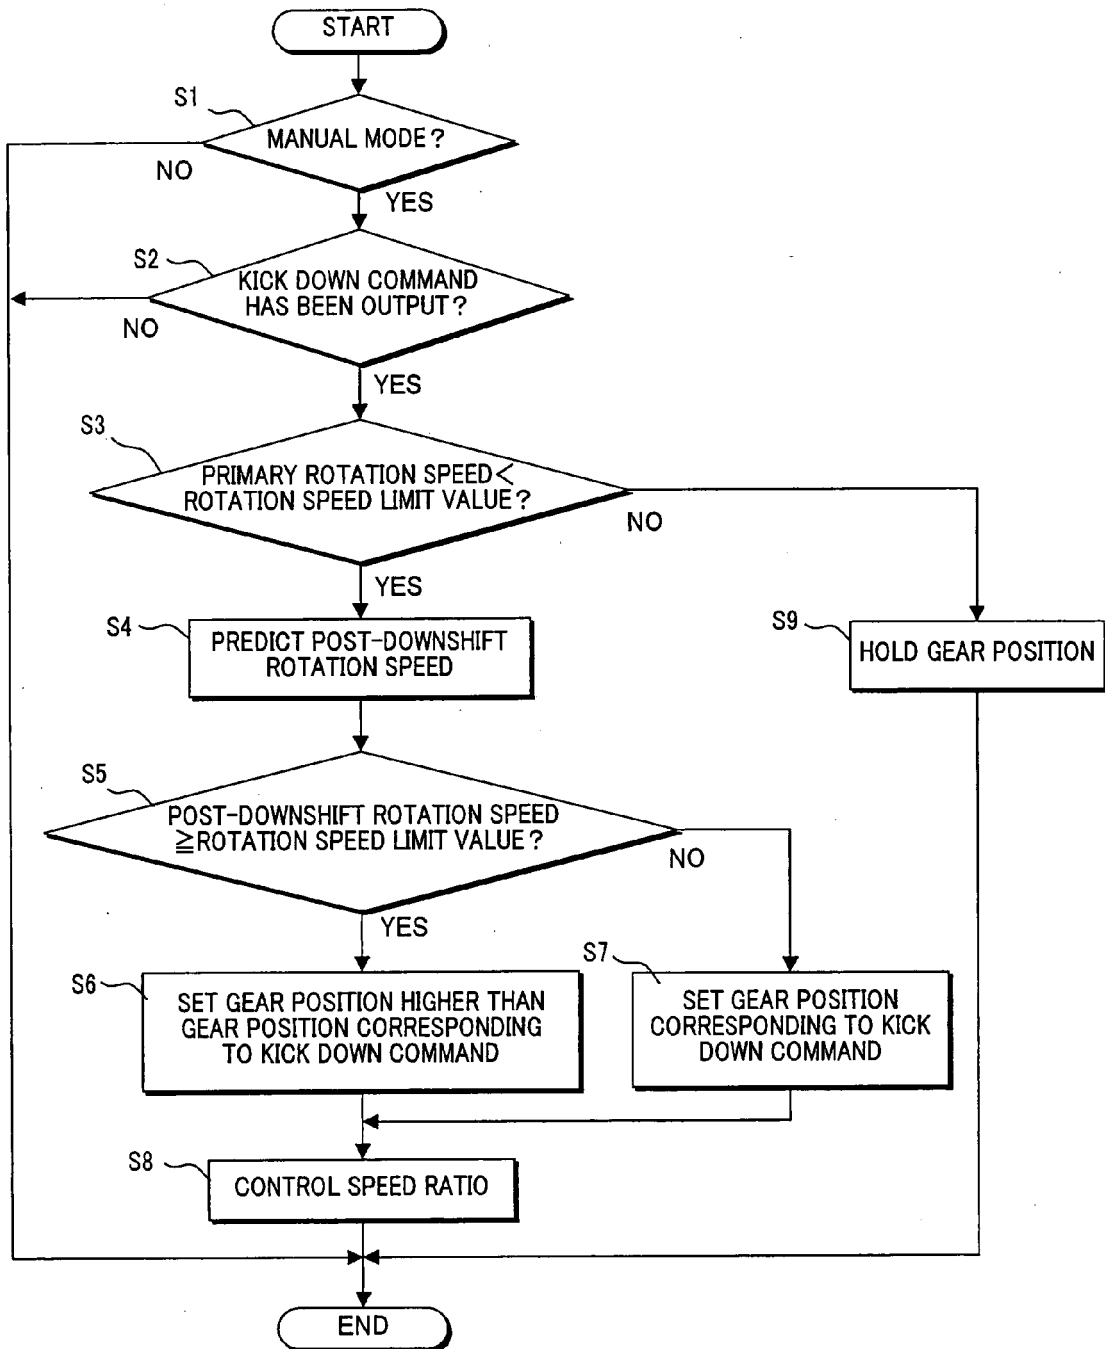 START
S1
MANUAL MODE?
NO
YES
S2
KICK DOWN COMMAND
HAS BEEN OUTPUT?
NO
YES
S3
PRIMARY ROTATION SPEED<
ROTATION SPEED LIMIT VALUE?
NO
YES
S4
PREDICT POST-DOWNSHIFT
ROTATION SPEED
S9
HOLD GEAR POSITION
S5
POST-DOWNSHIFT ROTATION SPEED
≧ROTATION SPEED LIMIT VALUE?
NO
YES
S6
SET GEAR POSITION HIGHER THAN
GEAR POSITION CORRESPONDING
TO KICK DOWN COMMAND
S7
SET GEAR POSITION
CORRESPONDING TO KICK
DOWN COMMAND
S8
CONTROL SPEED RATIO
END